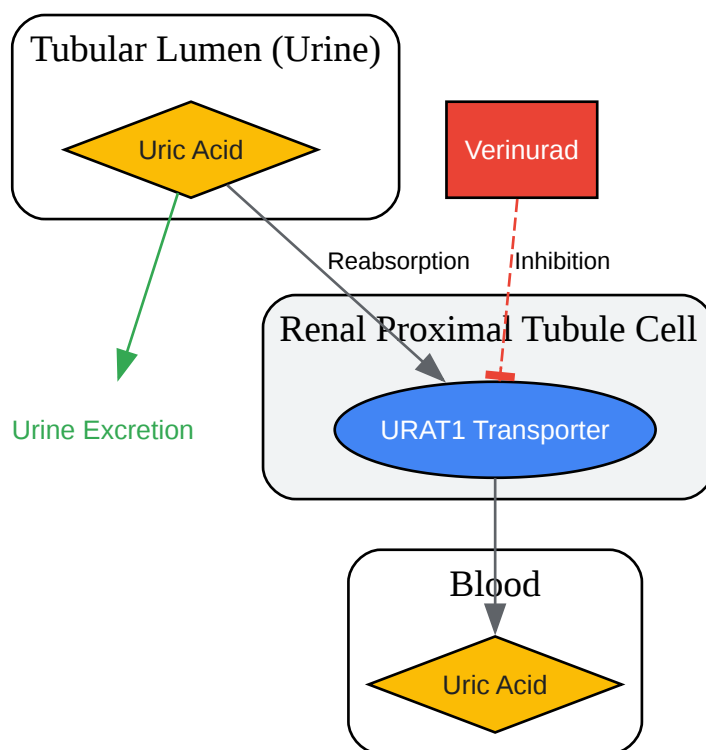 Tubular Lumen (Urine)
Uric Acid
Verinurad
Reabsorption
Inhibition
Renal Proximal Tubule Cell
Urine Excretion
URAT1 Transporter
Blood
Uric Acid